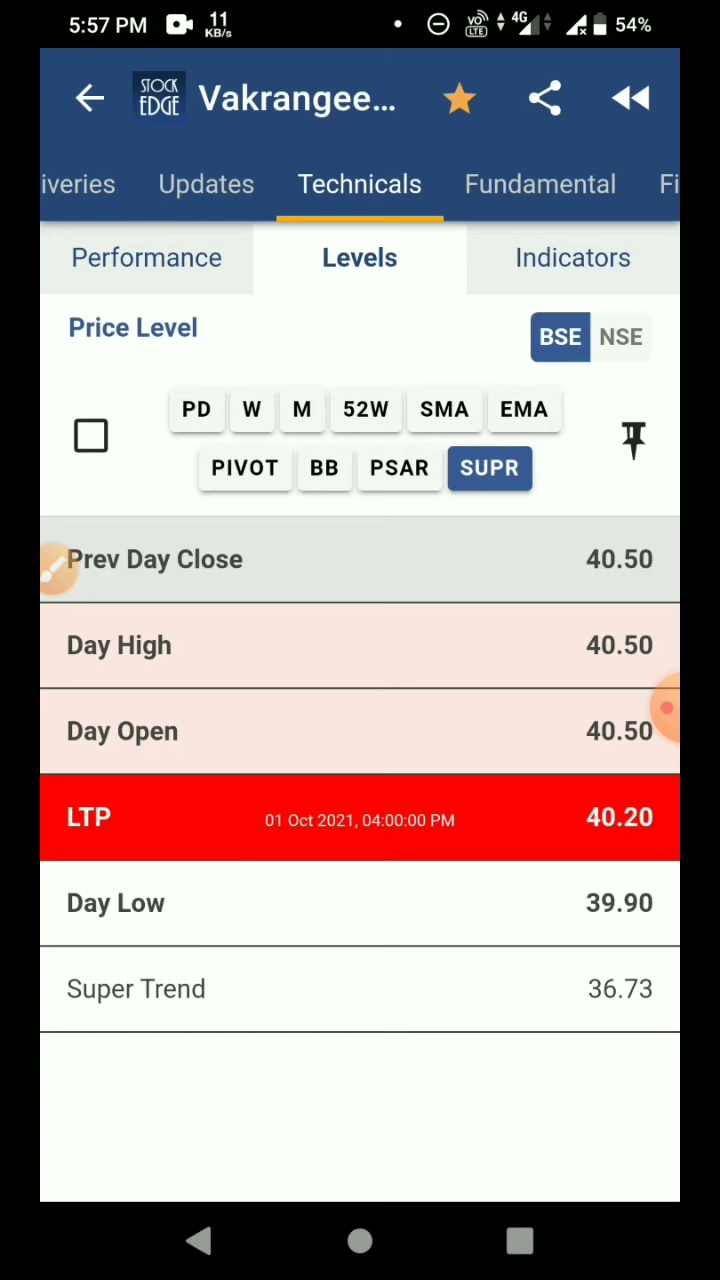 5:57 PM 11 KB/s VO LTE 4G 54%
STOCK EDGE Vakrangee...
iveries Updates Technicals Fundamental Fi
Performance Levels Indicators
Price Level BSE NSE
PD W M 52W SMA EMA
PIVOT BB PSAR SUPR
Prev Day Close 40.50
Day High 40.50
Day Open 40.50
LTP 01 Oct 2021, 04:00:00 PM 40.20
Day Low 39.90
Super Trend 36.73